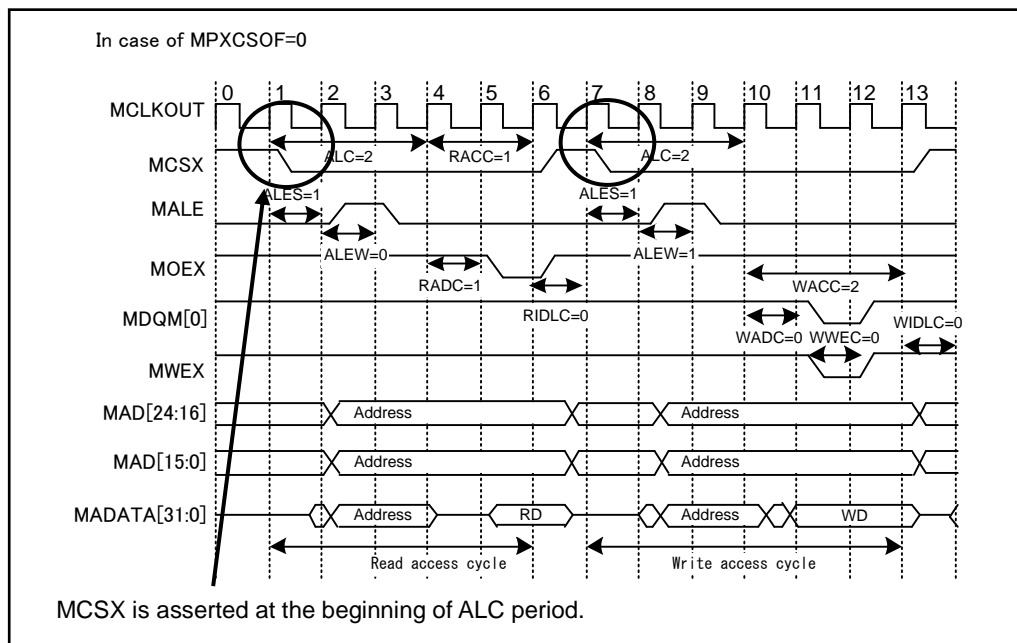 In case of MPXCSOF=0
0 1 2 3 4 5 6 7 8 9 10 11 12 13
MCLKOUT
ALC=2 RACC=1 ALC=2
MCSX
ALES=1 ALES=1
MALE
ALEW=0 ALEW=1
MOEX
RADC=1 WACC=2
RIDLC=0
MDQM[0]
WADC=0 WWEC=0 WIDLC=0
MWEX
MAD[24:16] Address Address
MAD[15:0] Address Address
MADATA[31:0] Address RD Address WD
Read access cycle Write access cycle
MCSX is asserted at the beginning of ALC period.